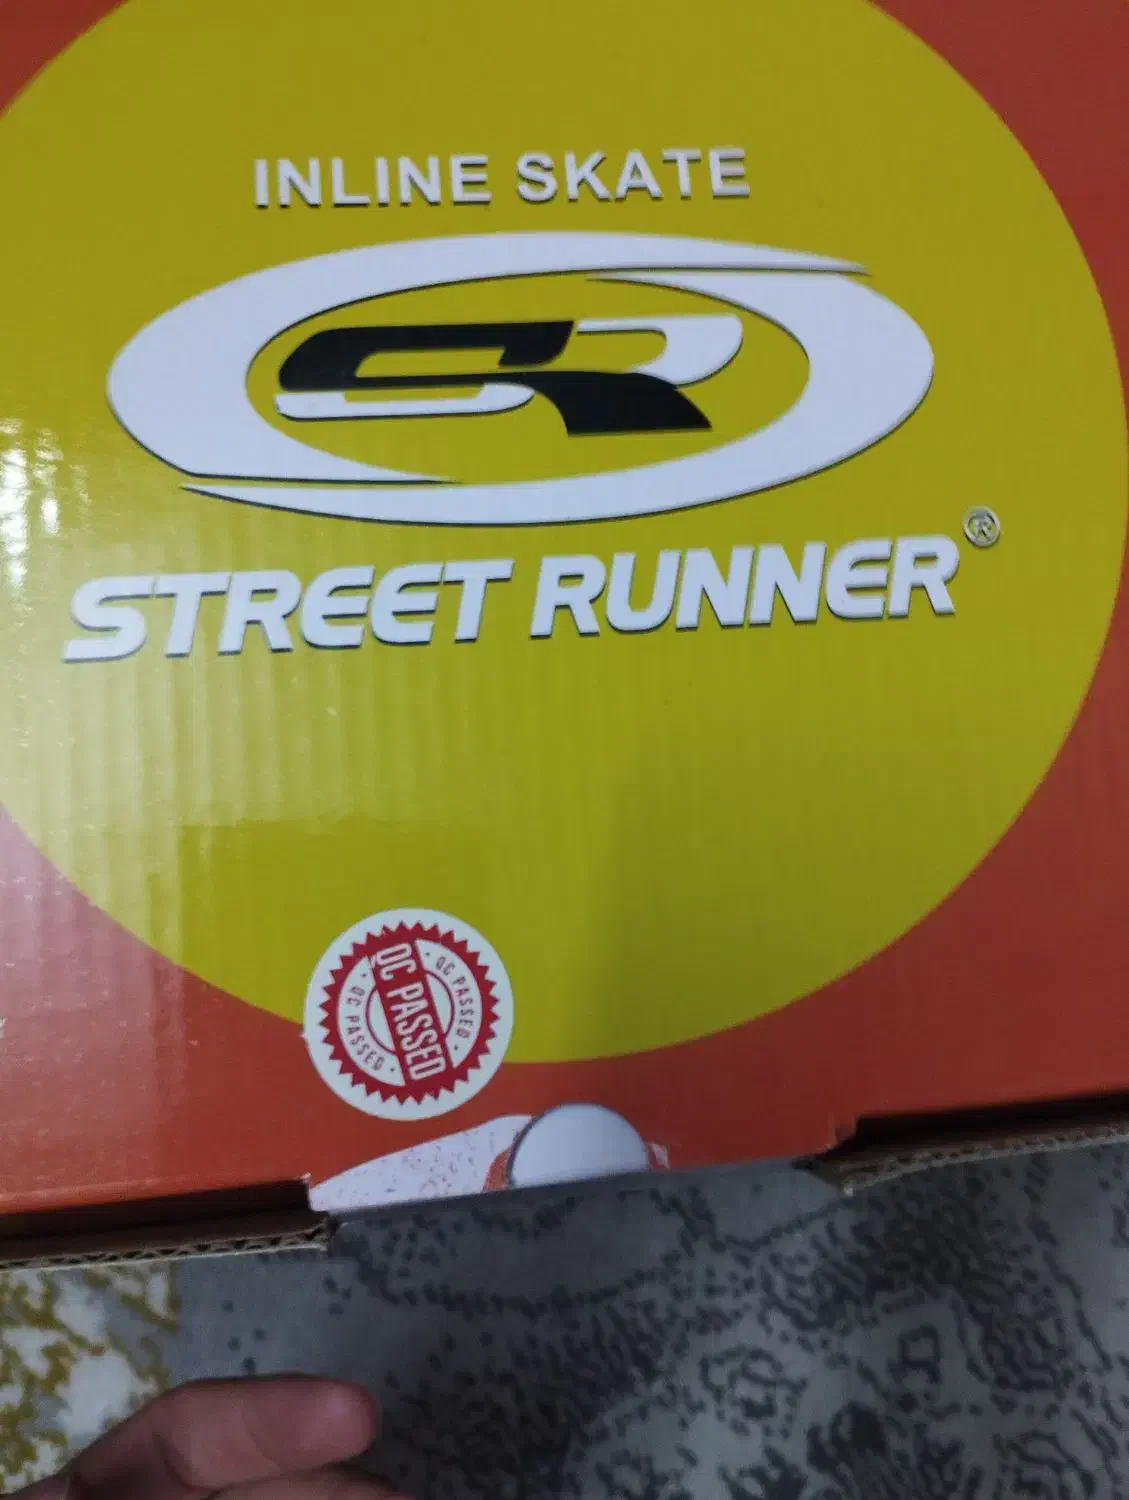 INLINE SKATE
SR
STREET RUNNER®
QC PASSED
QC PASSED
QC PASSED